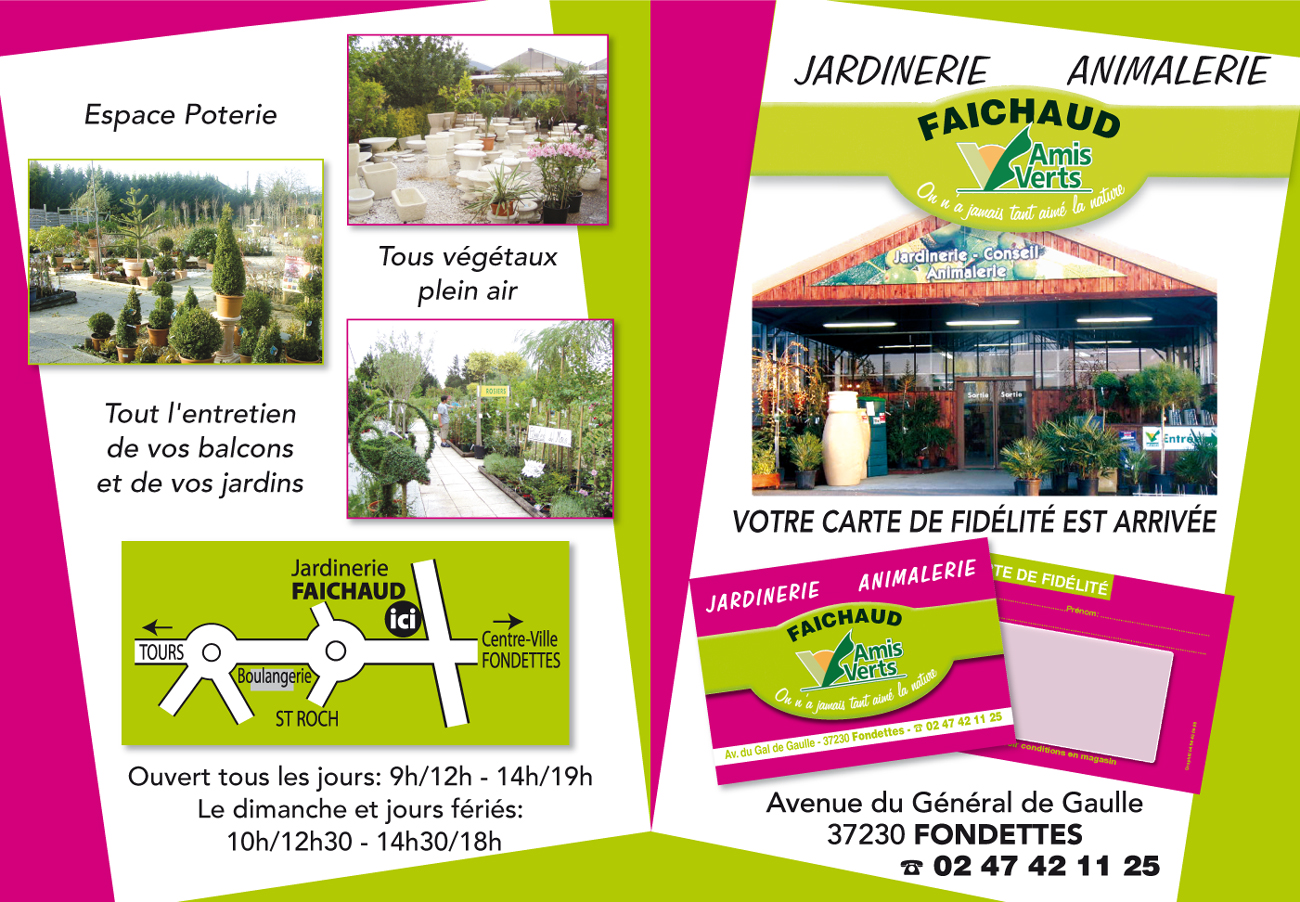 Espace Poterie
Tous végétaux
plein air
ROSIERS
Tout l'entretien
de vos balcons
et de vos jardins
Jardinerie
FAICHAUD
ici
TOURS
Centre-Ville
FONDETTES
Boulangerie
ST ROCH
Ouvert tous les jours: 9h/12h - 14h/19h
Le dimanche et jours fériés:
10h/12h30 - 14h30/18h
JARDINERIE ANIMALERIE
FAICHAUD
Amis
Verts
On n'a jamais tant aimé la nature
Jardinerie - Conseil
Animalerie
Sortie Sortie
Entrée
VOTRE CARTE DE FIDÉLITÉ EST ARRIVÉE
JARDINERIE ANIMALERIE
FAICHAUD
Amis
Verts
On n'a jamais tant aimé la nature
Av. du Gal de Gaulle - 37230 Fondettes - ☎ 02 47 42 11 25
TE DE FIDÉLITÉ
Prénom:
conditions en magasin
Avenue du Général de Gaulle
37230 FONDETTES
☎ 02 47 42 11 25